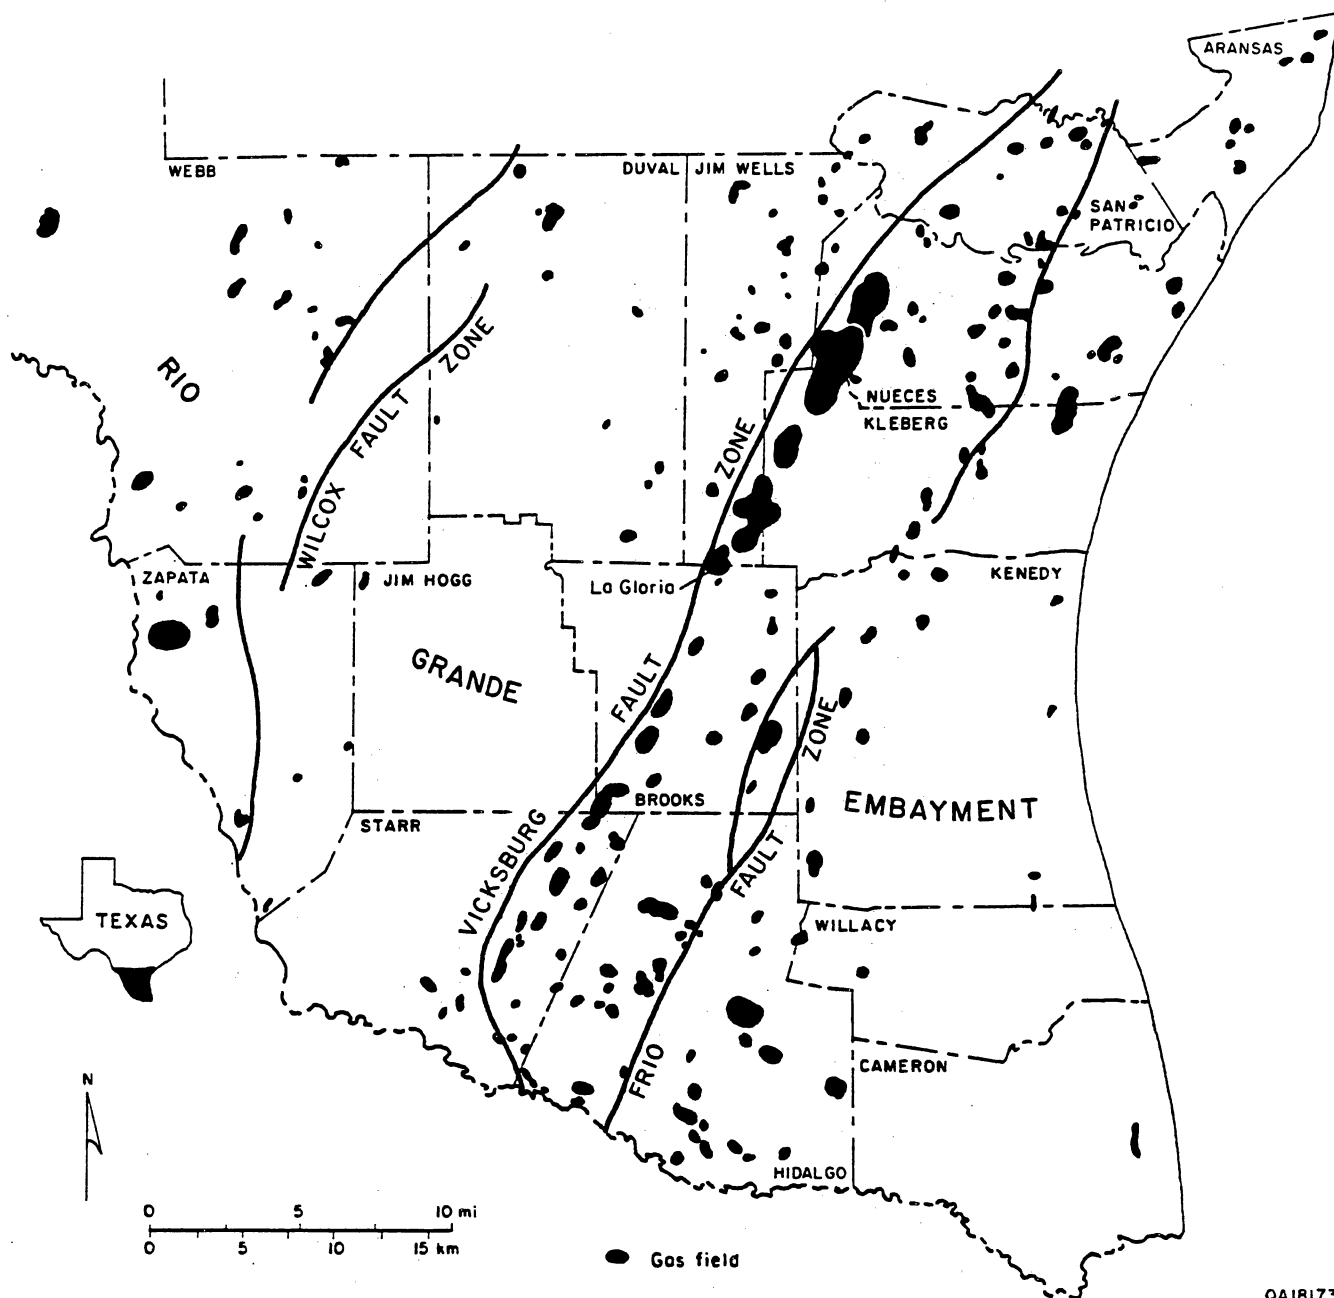 ARANSAS
WEBB
DUVAL
JIM WELLS
SAN
PATRICIO
RIO
WILCOX FAULT ZONE
NUECES
KLEBERG
ZAPATA
JIM HOGG
La Gloria
KENEDY
GRANDE
VICKSBURG FAULT ZONE
BROOKS
EMBAYMENT
STARR
FRIO FAULT ZONE
TEXAS
WILLACY
CAMERON
HIDALGO
N
0 5 10 mi
0 5 10 15 km
Gas field
QA18173